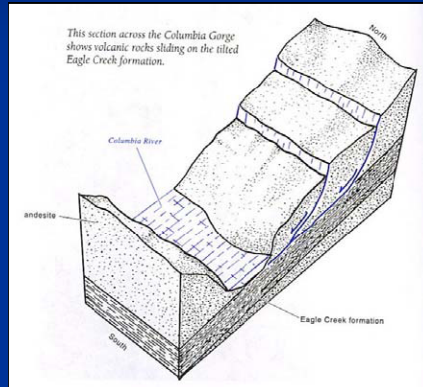 This section across the Columbia Gorge
shows volcanic rocks sliding on the tilted
Eagle Creek formation.
North
Columbia River
andesite
Eagle Creek formation
South